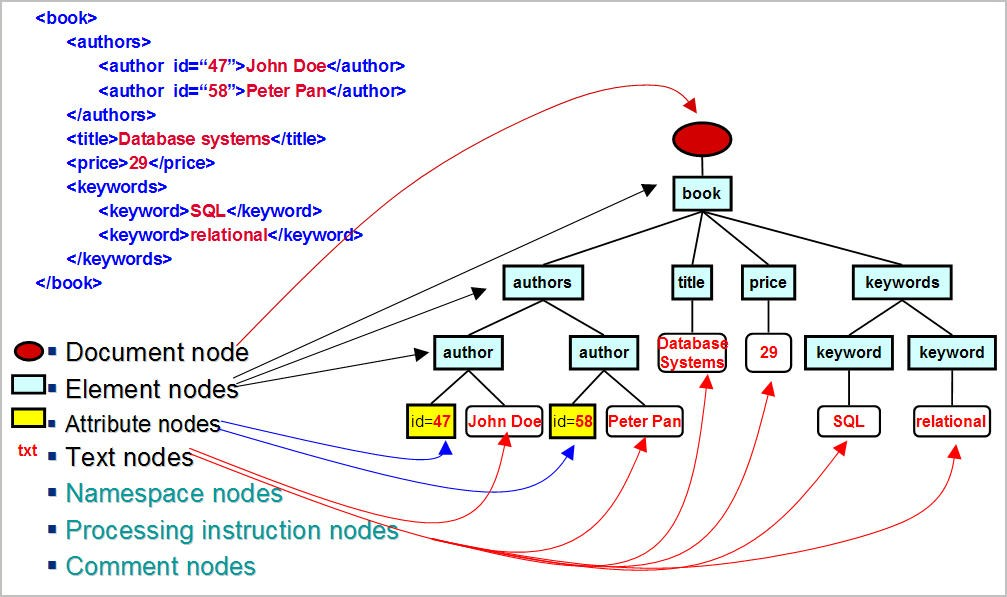 <book>
<authors>
<author id=“47”>John Doe</author>
<author id=“58”>Peter Pan</author>
</authors>
<title>Database systems</title>
<price>29</price>
<keywords>
<keyword>SQL</keyword>
<keyword>relational</keyword>
</keywords>
</book>
book
authors
title
price
keywords
author
author
Database
Systems
29
keyword
keyword
id=47
John Doe
id=58
Peter Pan
SQL
relational
▪ Document node
▪ Element nodes
▪ Attribute nodes
txt ▪ Text nodes
▪ Namespace nodes
▪ Processing instruction nodes
▪ Comment nodes